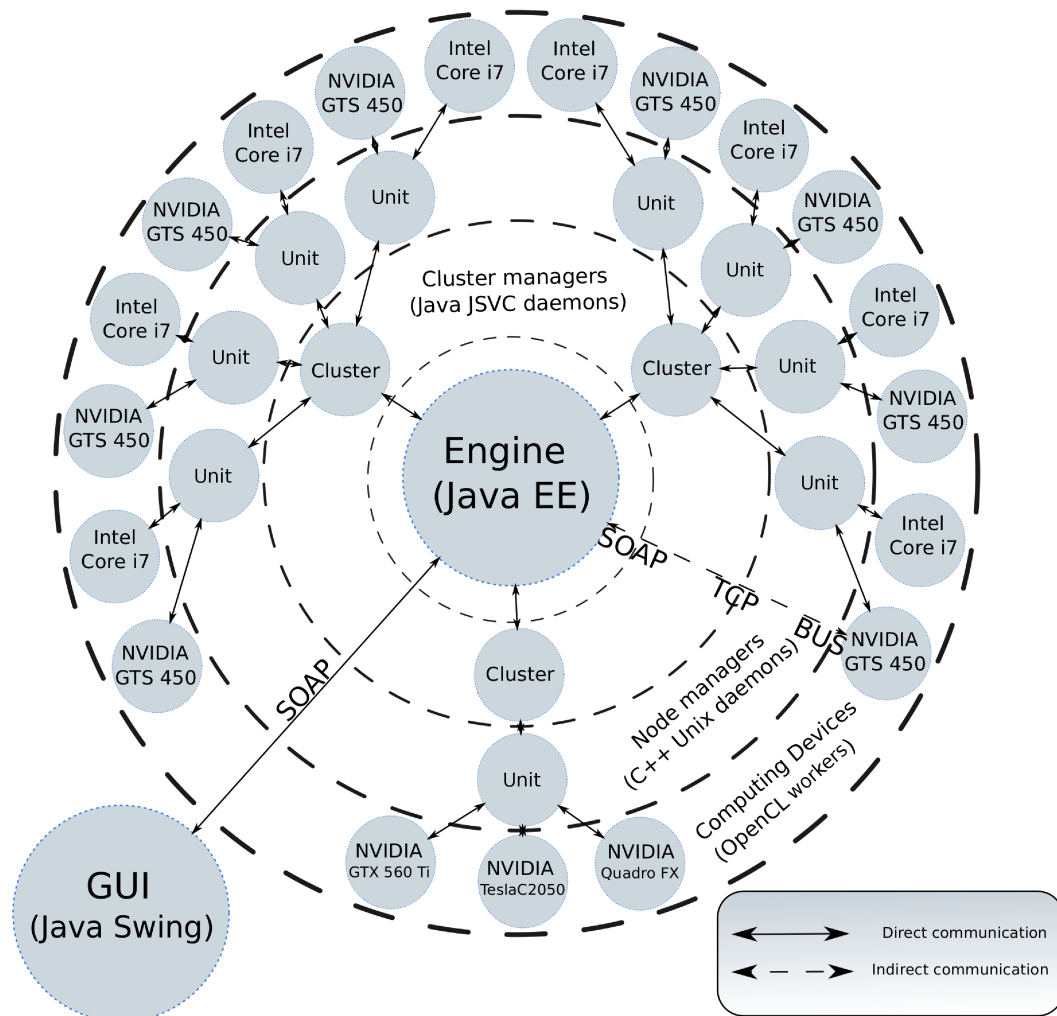 Intel
Core i7
Intel
Core i7
NVIDIA
GTS 450
NVIDIA
GTS 450
Intel
Core i7
Intel
Core i7
Unit
Unit
NVIDIA
GTS 450
NVIDIA
GTS 450
Unit
Unit
Cluster managers
(Java JSVC daemons)
Intel
Core i7
Intel
Core i7
Unit
Cluster
Cluster
Unit
NVIDIA
GTS 450
NVIDIA
GTS 450
Engine
(Java EE)
Unit
Unit
Intel
Core i7
Intel
Core i7
SOAP
TCP
BUS
NVIDIA
GTS 450
NVIDIA
GTS 450
Cluster
SOAP
Node managers
(C++ Unix daemons)
Computing Devices
(OpenCL workers)
Unit
NVIDIA
GTX 560 Ti
NVIDIA
TeslaC2050
NVIDIA
Quadro FX
GUI
(Java Swing)
Direct communication
Indirect communication